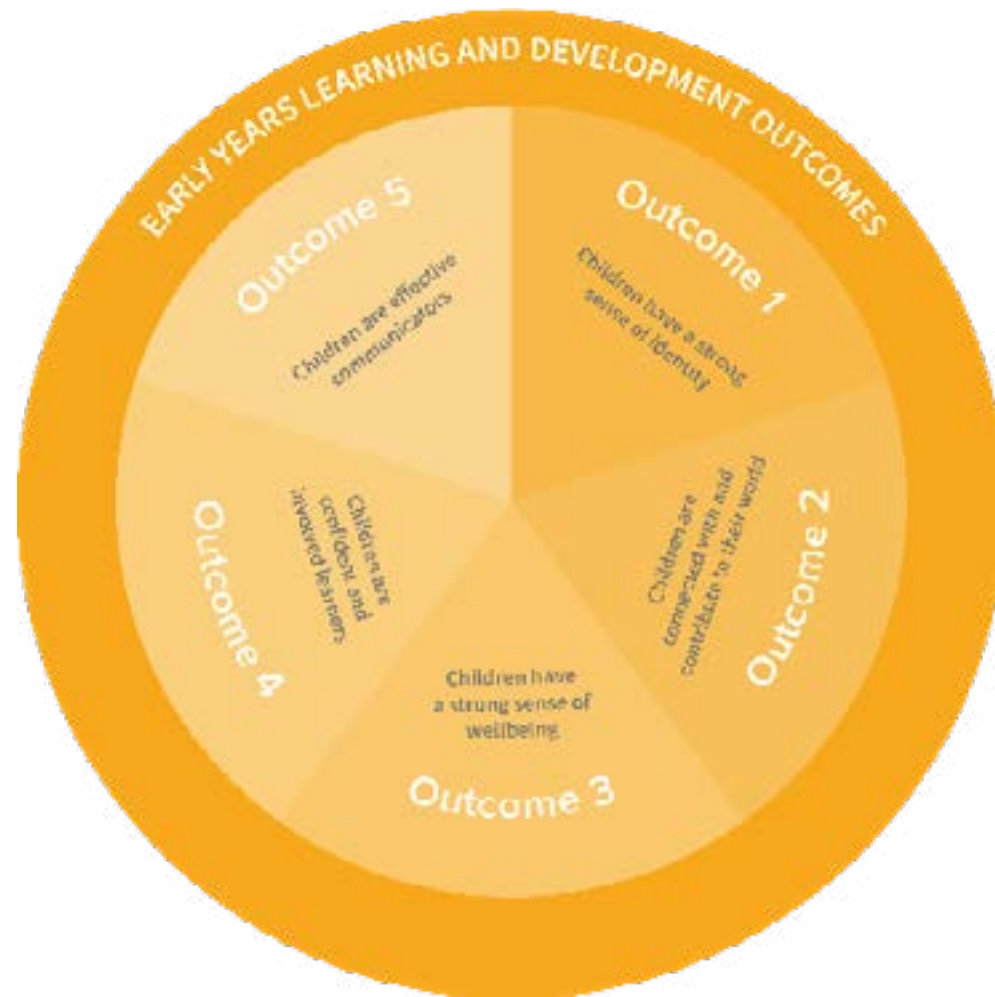 EARLY YEARS LEARNING AND DEVELOPMENT OUTCOMES
Outcome 1
Children have a strong
sense of identity
Outcome 2
Children are
connected with and
contribute to their world
Outcome 3
Children have
a strong sense of
wellbeing
Outcome 4
Children are
confident and
involved learners
Outcome 5
Children are effective
communicators